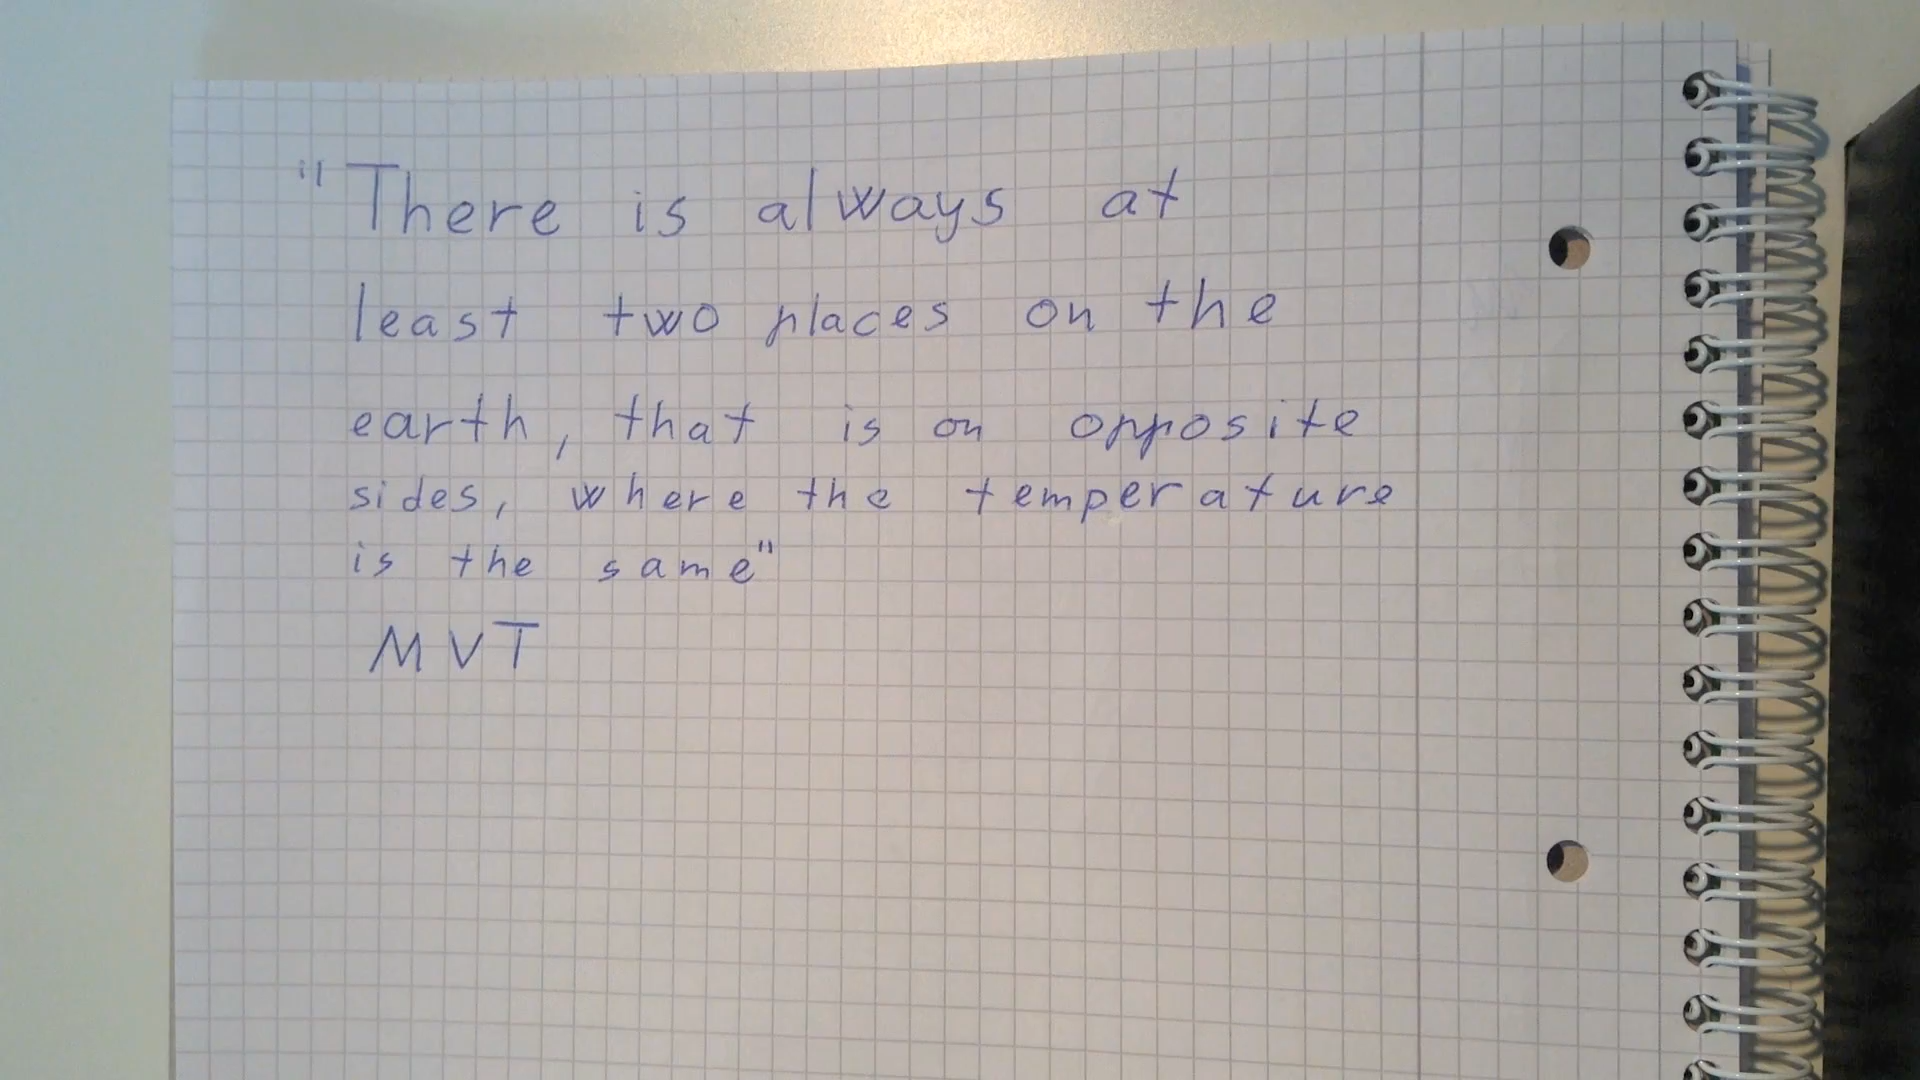 "There is always at
least two places on the
earth, that is on opposite
sides, where the temperature
is the same"
MVT